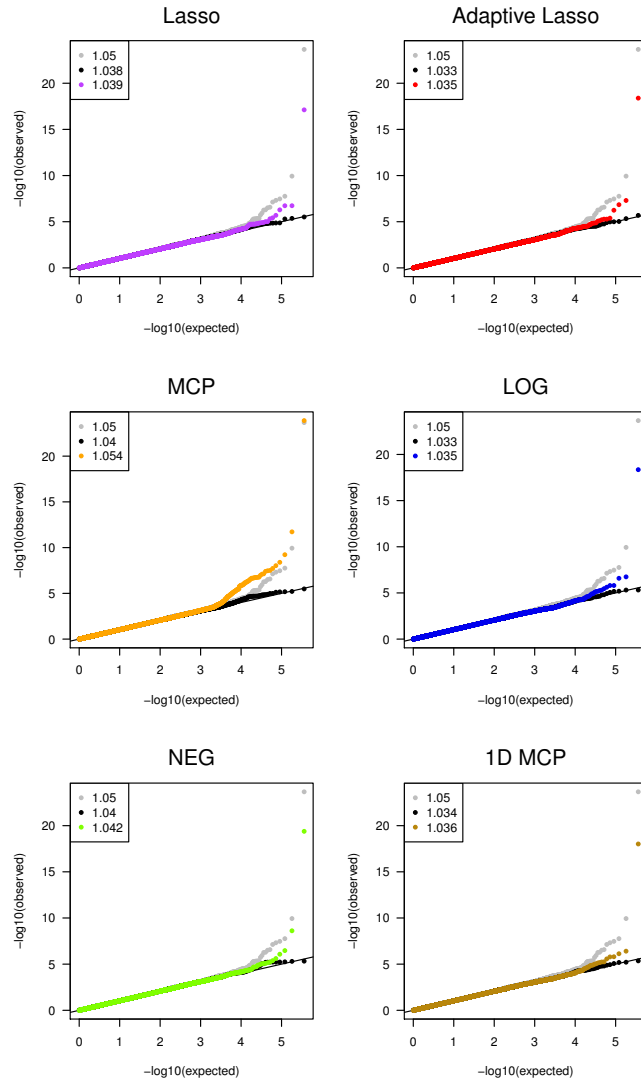 Lasso
1.05
1.038
1.039
−log10(observed)
20
15
10
5
0
0 1 2 3 4 5
−log10(expected)
Adaptive Lasso
1.05
1.033
1.035
−log10(observed)
20
15
10
5
0
0 1 2 3 4 5
−log10(expected)
MCP
1.05
1.04
1.054
−log10(observed)
20
15
10
5
0
0 1 2 3 4 5
−log10(expected)
LOG
1.05
1.033
1.035
−log10(observed)
20
15
10
5
0
0 1 2 3 4 5
−log10(expected)
NEG
1.05
1.04
1.042
−log10(observed)
20
15
10
5
0
0 1 2 3 4 5
−log10(expected)
1D MCP
1.05
1.034
1.036
−log10(observed)
20
15
10
5
0
0 1 2 3 4 5
−log10(expected)